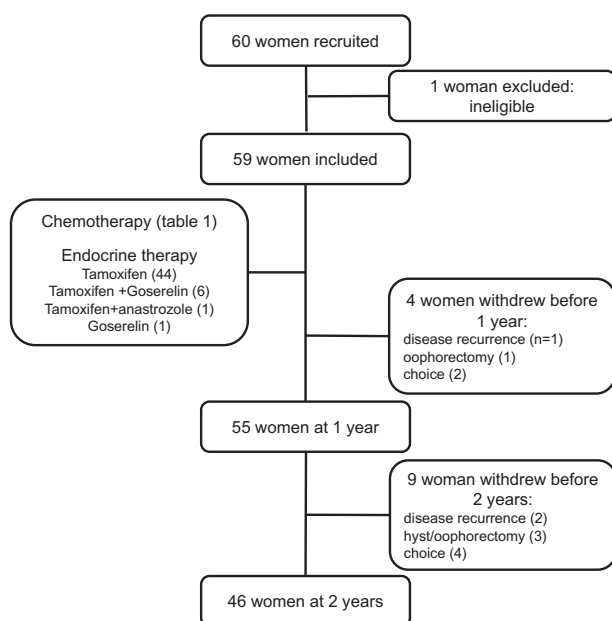 60 women recruited
1 woman excluded:
ineligible
59 women included
Chemotherapy (table 1)
Endocrine therapy
Tamoxifen (44)
Tamoxifen +Goserelin (6)
Tamoxifen+anastrozole (1)
Goserelin (1)
4 women withdrew before
1 year:
disease recurrence (n=1)
oophorectomy (1)
choice (2)
55 women at 1 year
9 woman withdrew before
2 years:
disease recurrence (2)
hyst/oophorectomy (3)
choice (4)
46 women at 2 years